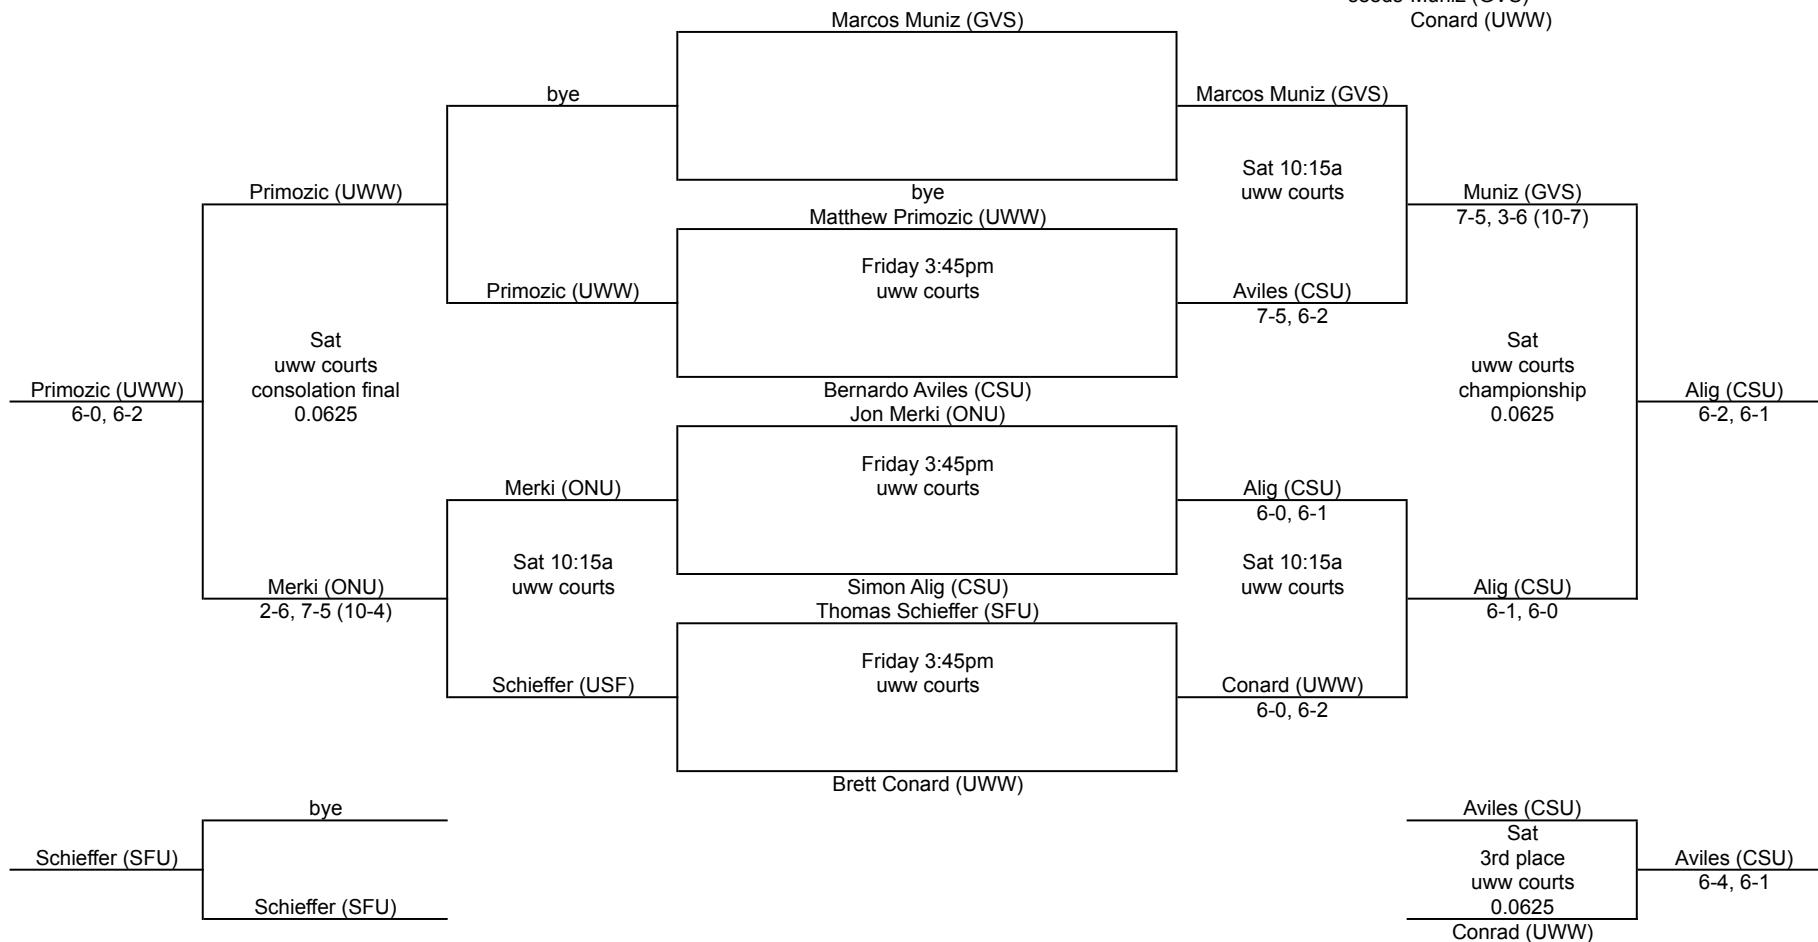 seeds Muniz (GVS)
Conard (UWW)
Marcos Muniz (GVS)
bye
Marcos Muniz (GVS)
Sat 10:15a
uww courts
Primozic (UWW)
bye
Muniz (GVS)
7-5, 3-6 (10-7)
Matthew Primozic (UWW)
Friday 3:45pm
uww courts
Primozic (UWW)
Aviles (CSU)
7-5, 6-2
Sat
uww courts
consolation final
0.0625
Sat
uww courts
championship
0.0625
Primozic (UWW)
6-0, 6-2
Bernardo Aviles (CSU)
Alig (CSU)
6-2, 6-1
Jon Merki (ONU)
Friday 3:45pm
uww courts
Merki (ONU)
Alig (CSU)
6-0, 6-1
Sat 10:15a
uww courts
Sat 10:15a
uww courts
Merki (ONU)
2-6, 7-5 (10-4)
Simon Alig (CSU)
Alig (CSU)
6-1, 6-0
Thomas Schieffer (SFU)
Friday 3:45pm
uww courts
Schieffer (USF)
Conard (UWW)
6-0, 6-2
Brett Conard (UWW)
bye
Aviles (CSU)
Schieffer (SFU)
Sat
3rd place
uww courts
0.0625
Aviles (CSU)
6-4, 6-1
Schieffer (SFU)
Conrad (UWW)